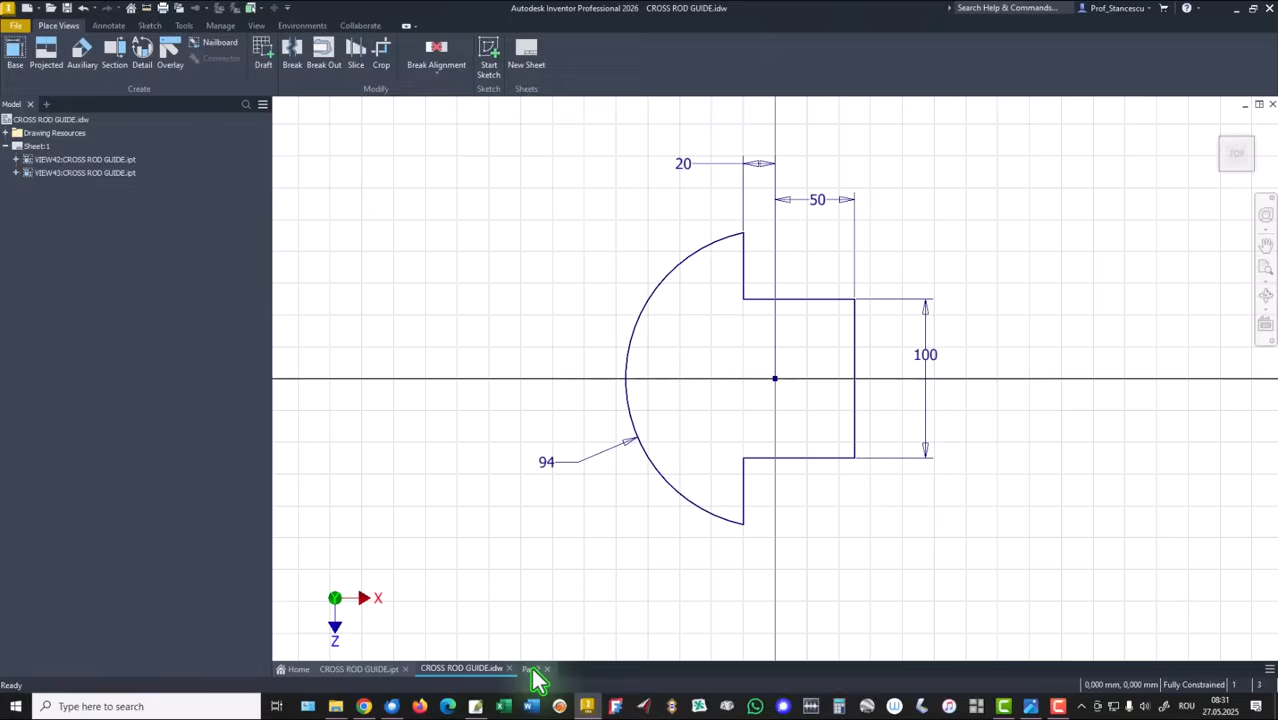 Autodesk Inventor Professional 2026 CROSS ROD GUIDE.idw
Search Help & Commands...
Prof_Stancescu
File Place Views Annotate Sketch Tools Manage View Environments Collaborate
Base Projected Auxiliary Section Detail Overlay
Nailboard
Connector
Draft Break Break Out Slice Crop
Break Alignment
Start
Sketch
New Sheet
Create Modify Sketch Sheets
Model
CROSS ROD GUIDE.idw
Drawing Resources
Sheet:1
VIEW42:CROSS ROD GUIDE.ipt
VIEW43:CROSS ROD GUIDE.ipt
TOP
20
50
100
94
X
Z
Home CROSS ROD GUIDE.ipt CROSS ROD GUIDE.idw
Ready
0,000 mm, 0,000 mm Fully Constrained 1 3
Type here to search
08:31
27.05.2025